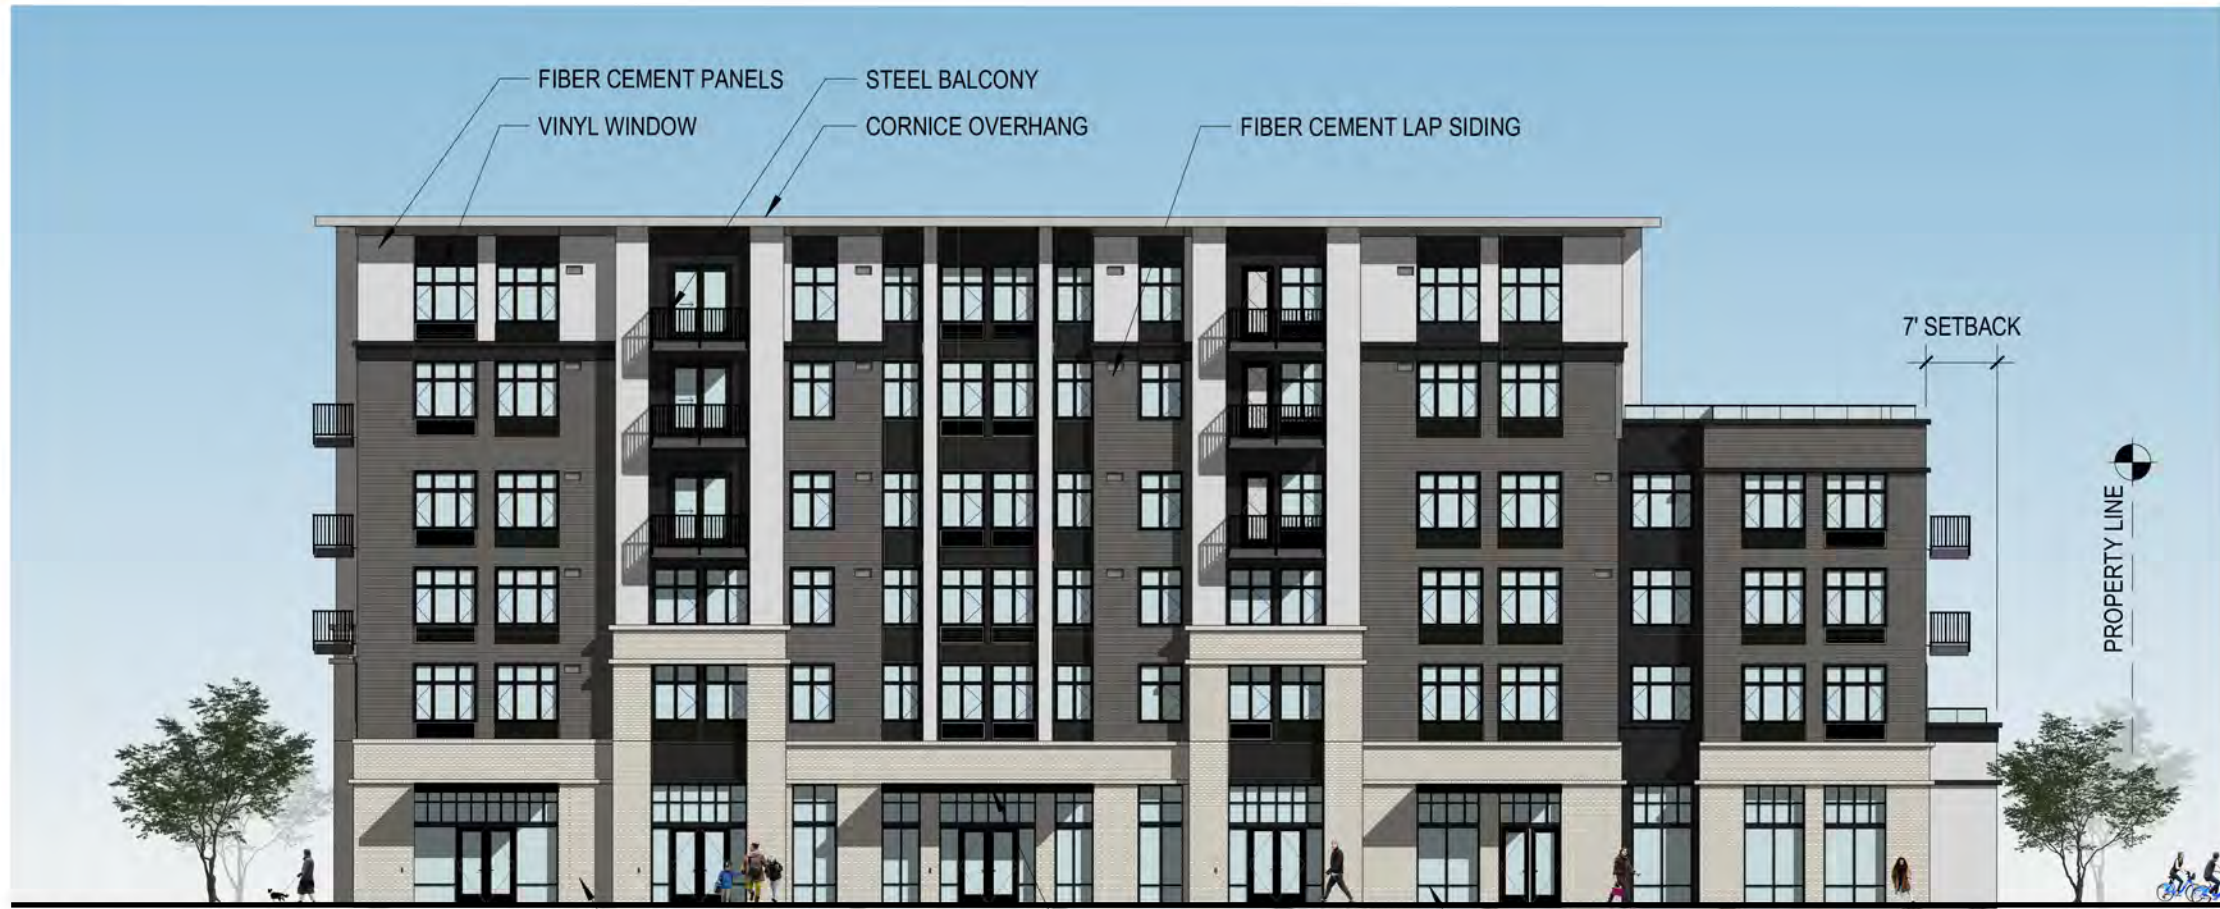 FIBER CEMENT PANELS
STEEL BALCONY
VINYL WINDOW
CORNICE OVERHANG
FIBER CEMENT LAP SIDING
7' SETBACK
PROPERTY LINE